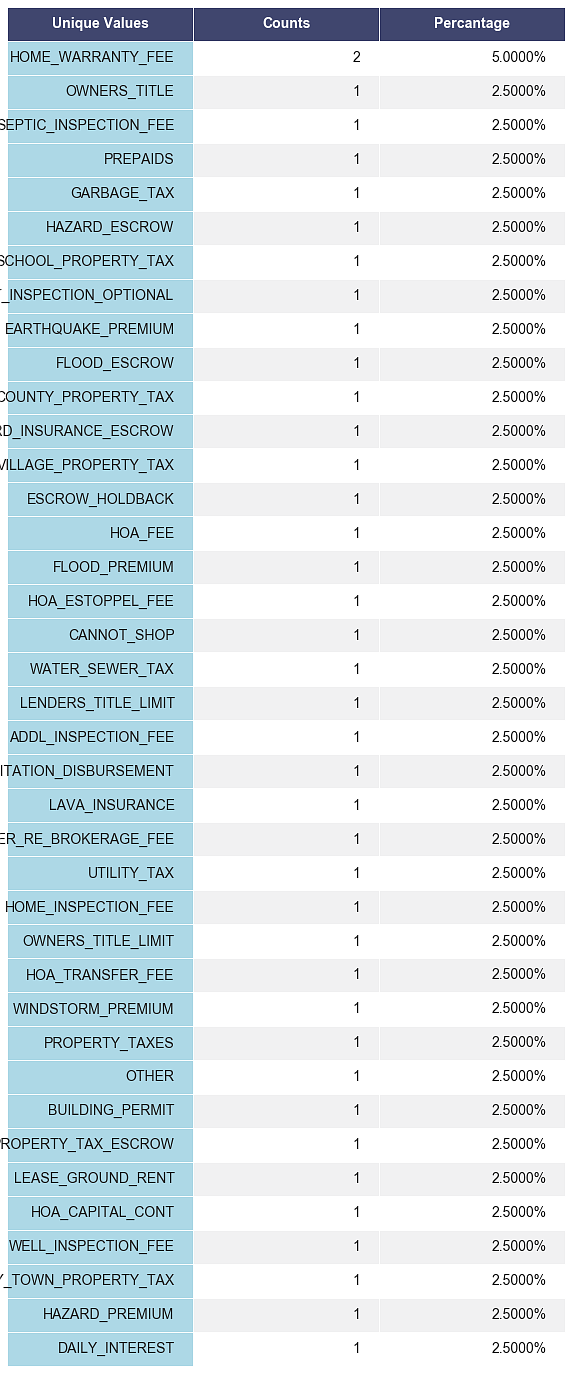 Unique Values Counts Percantage
HOME_WARRANTY_FEE 2 5.0000%
OWNERS_TITLE 1 2.5000%
SEPTIC_INSPECTION_FEE 1 2.5000%
PREPAIDS 1 2.5000%
GARBAGE_TAX 1 2.5000%
HAZARD_ESCROW 1 2.5000%
SCHOOL_PROPERTY_TAX 1 2.5000%
_INSPECTION_OPTIONAL 1 2.5000%
EARTHQUAKE_PREMIUM 1 2.5000%
FLOOD_ESCROW 1 2.5000%
COUNTY_PROPERTY_TAX 1 2.5000%
RD_INSURANCE_ESCROW 1 2.5000%
VILLAGE_PROPERTY_TAX 1 2.5000%
ESCROW_HOLDBACK 1 2.5000%
HOA_FEE 1 2.5000%
FLOOD_PREMIUM 1 2.5000%
HOA_ESTOPPEL_FEE 1 2.5000%
CANNOT_SHOP 1 2.5000%
WATER_SEWER_TAX 1 2.5000%
LENDERS_TITLE_LIMIT 1 2.5000%
ADDL_INSPECTION_FEE 1 2.5000%
ITATION_DISBURSEMENT 1 2.5000%
LAVA_INSURANCE 1 2.5000%
ER_RE_BROKERAGE_FEE 1 2.5000%
UTILITY_TAX 1 2.5000%
HOME_INSPECTION_FEE 1 2.5000%
OWNERS_TITLE_LIMIT 1 2.5000%
HOA_TRANSFER_FEE 1 2.5000%
WINDSTORM_PREMIUM 1 2.5000%
PROPERTY_TAXES 1 2.5000%
OTHER 1 2.5000%
BUILDING_PERMIT 1 2.5000%
PROPERTY_TAX_ESCROW 1 2.5000%
LEASE_GROUND_RENT 1 2.5000%
HOA_CAPITAL_CONT 1 2.5000%
WELL_INSPECTION_FEE 1 2.5000%
Y_TOWN_PROPERTY_TAX 1 2.5000%
HAZARD_PREMIUM 1 2.5000%
DAILY_INTEREST 1 2.5000%